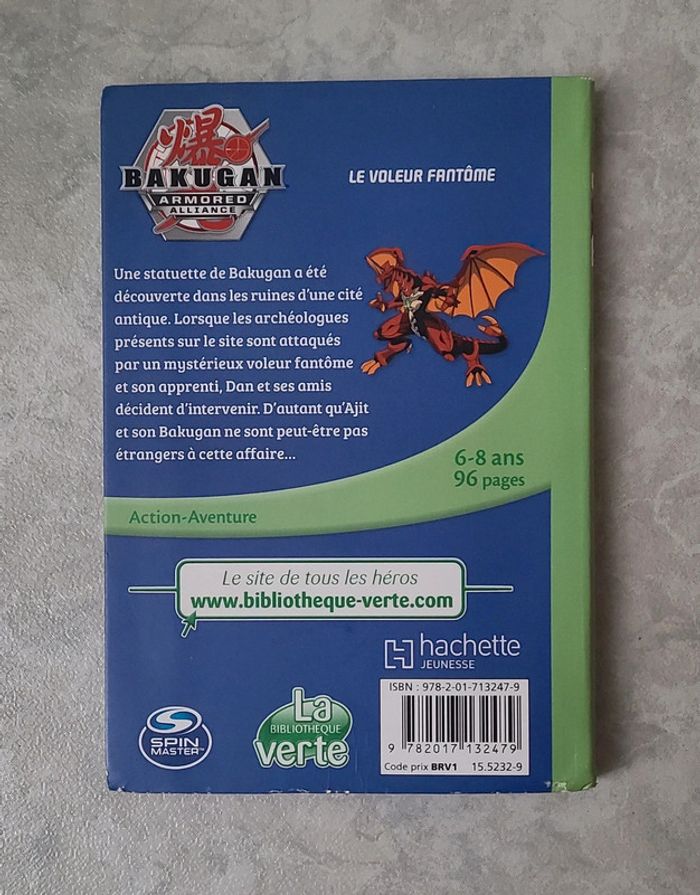 爆
BAKUGAN
ARMORED
ALLIANCE
LE VOLEUR FANTÔME
Une statuette de Bakugan a été
découverte dans les ruines d'une cité
antique. Lorsque les archéologues
présents sur le site sont attaqués
par un mystérieux voleur fantôme
et son apprenti, Dan et ses amis
décident d'intervenir. D'autant qu'Ajit
et son Bakugan ne sont peut-être pas
étrangers à cette affaire...
6-8 ans
96 pages
Action-Aventure
Le site de tous les héros
www.bibliotheque-verte.com
hachette
JEUNESSE
ISBN : 978-2-01-713247-9
9 782017 132479
Code prix BRV1 15.5232-9
SPIN
MASTER™
La
BIBLIOTHEQUE
verte